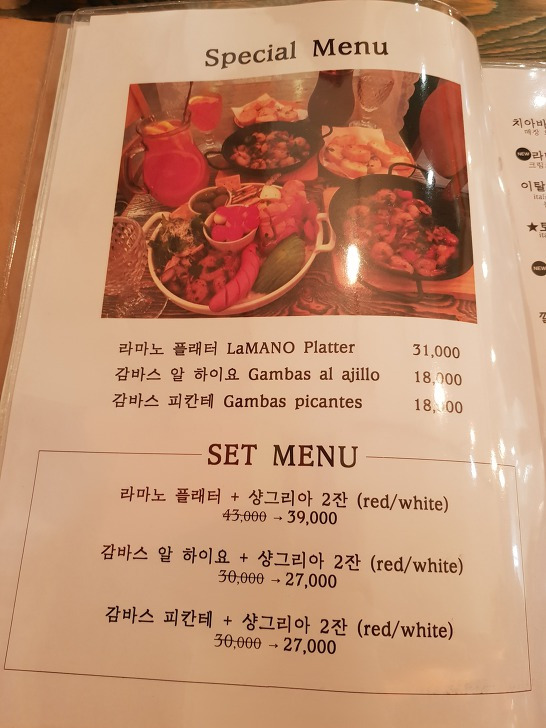 Special Menu
라마노 플래터 LaMANO Platter 31,000
감바스 알 하이요 Gambas al ajillo 18,000
감바스 피칸테 Gambas picantes 18,000
SET MENU
라마노 플래터 + 샹그리아 2잔 (red/white)
43,000 → 39,000
감바스 알 하이요 + 샹그리아 2잔 (red/white)
30,000 → 27,000
감바스 피칸테 + 샹그리아 2잔 (red/white)
30,000 → 27,000
NEW
NEW